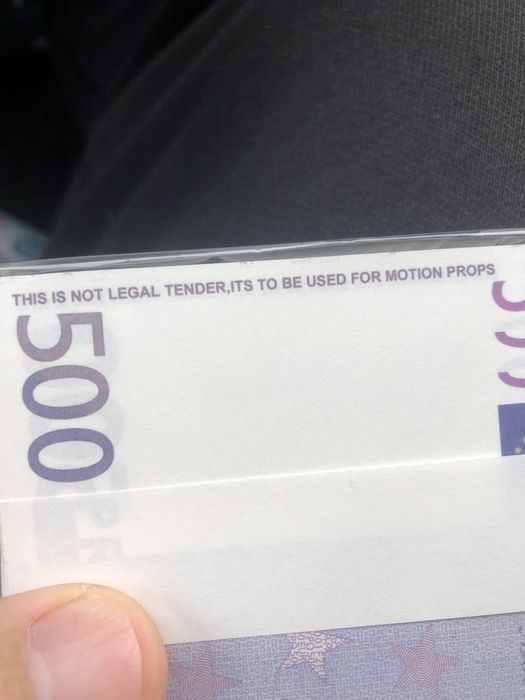 THIS IS NOT LEGAL TENDER,ITS TO BE USED FOR MOTION PROPS
500